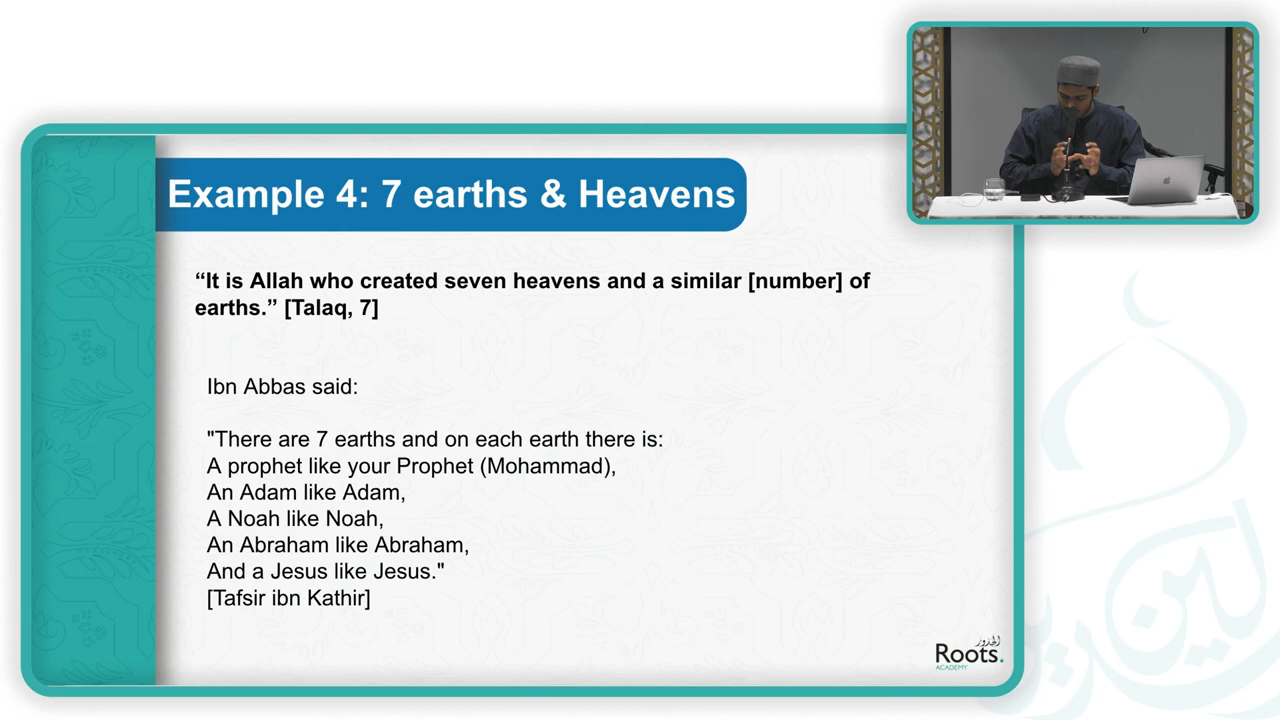 Example 4: 7 earths & Heavens
“It is Allah who created seven heavens and a similar [number] of
earths.” [Talaq, 7]
Ibn Abbas said:
"There are 7 earths and on each earth there is:
A prophet like your Prophet (Mohammad),
An Adam like Adam,
A Noah like Noah,
An Abraham like Abraham,
And a Jesus like Jesus."
[Tafsir ibn Kathir]
الجذور
Roots.
ACADEMY